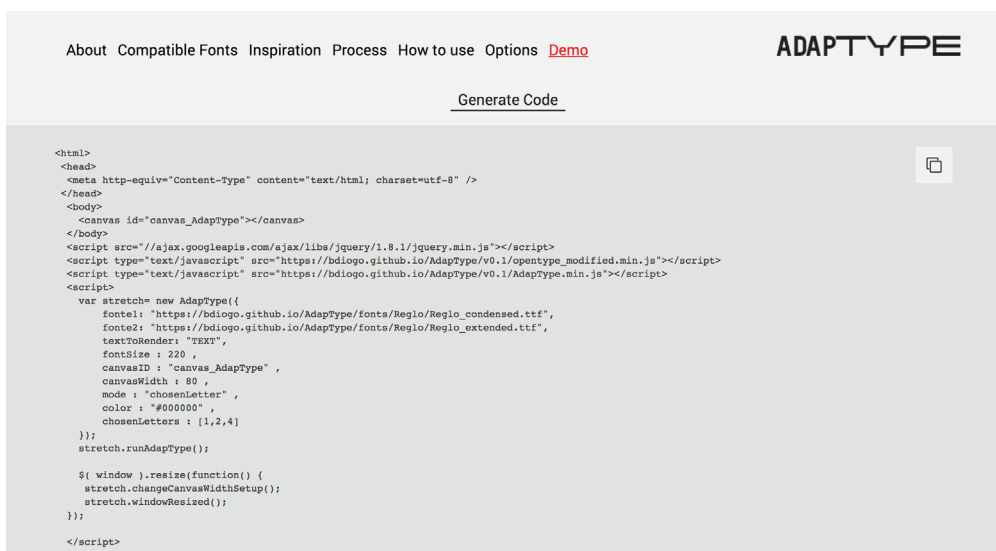 About Compatible Fonts Inspiration Process How to use Options Demo
ADAPTYPE
Generate Code
<html>
<head>
<meta http-equiv="Content-Type" content="text/html; charset=utf-8" />
</head>
<body>
<canvas id="canvas_AdapType"></canvas>
</body>
<script src="//ajax.googleapis.com/ajax/libs/jquery/1.8.1/jquery.min.js"></script>
<script type="text/javascript" src="https://bdiogo.github.io/AdapType/v0.1/opentype_modified.min.js"></script>
<script type="text/javascript" src="https://bdiogo.github.io/AdapType/v0.1/AdapType.min.js"></script>
<script>
var stretch= new AdapType({
fonte1: "https://bdiogo.github.io/AdapType/fonts/Reglo/Reglo_condensed.ttf",
fonte2: "https://bdiogo.github.io/AdapType/fonts/Reglo/Reglo_extended.ttf",
textToRender: "TEXT",
fontSize : 220 ,
canvasID : "canvas_AdapType" ,
canvasWidth : 80 ,
mode : "chosenLetter" ,
color : "#000000" ,
chosenLetters : [1,2,4]
});
stretch.runAdapType();
$( window ).resize(function() {
stretch.changeCanvasWidthSetup();
stretch.windowResized();
});
</script>